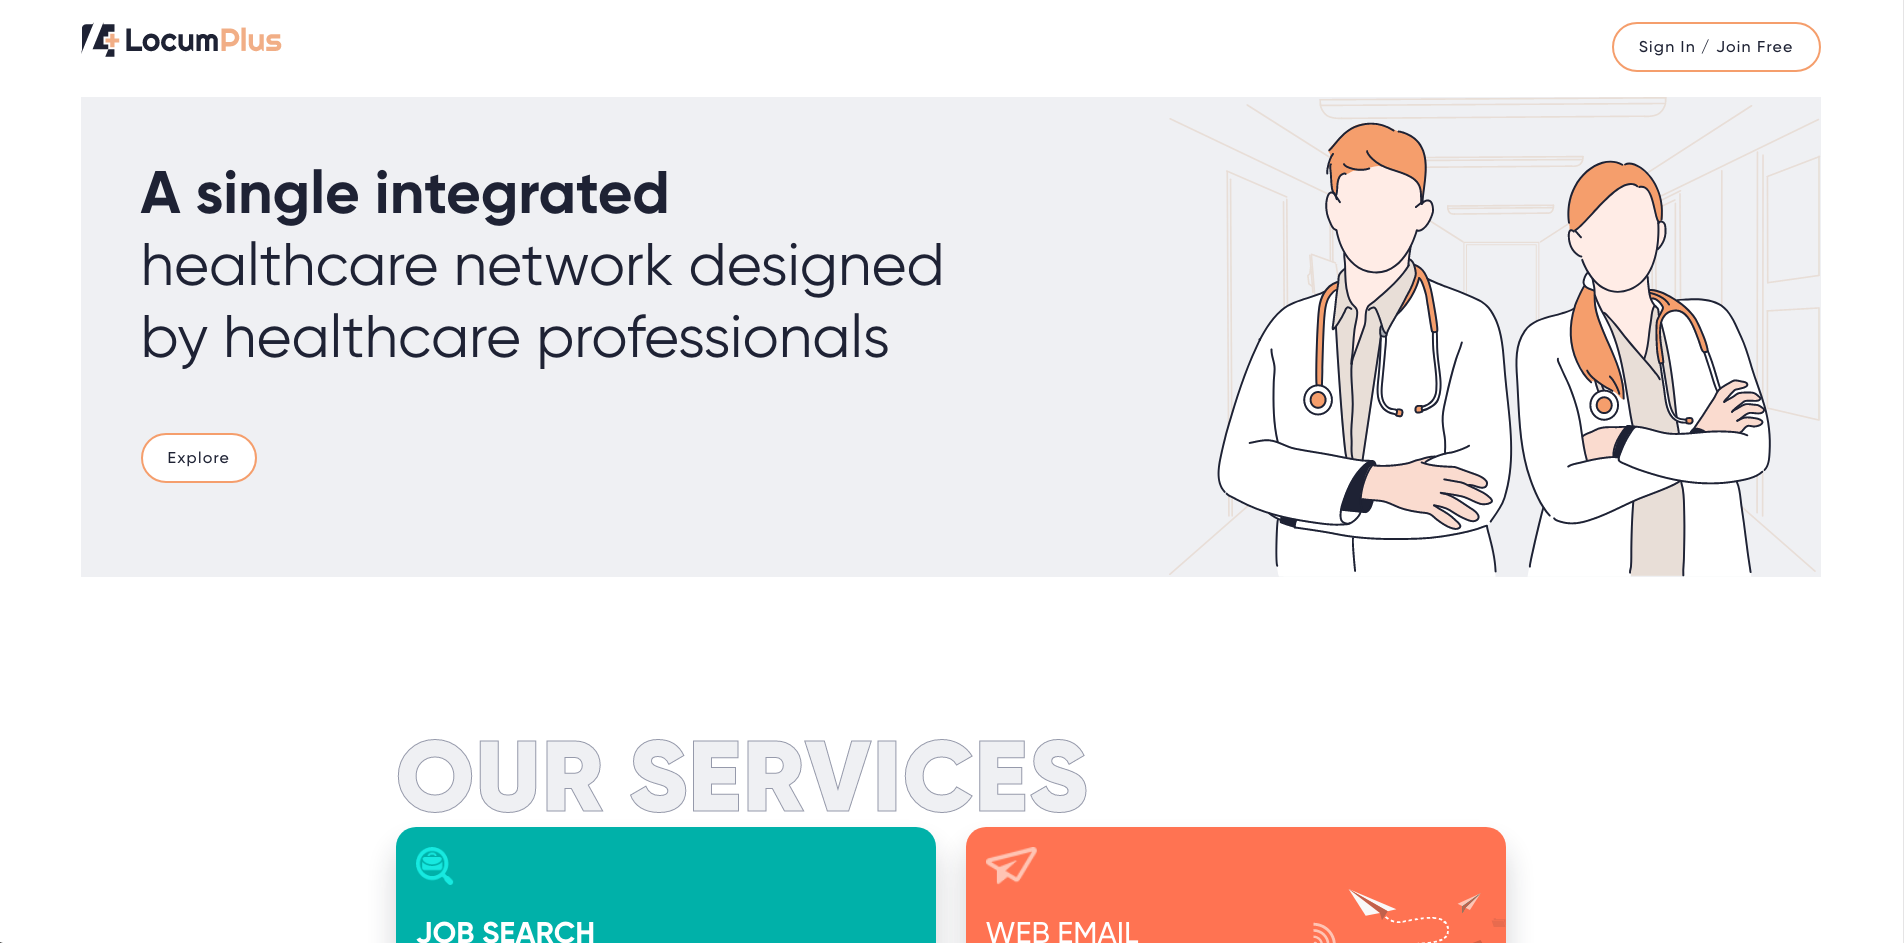 LocumPlus
Sign In / Join Free
A single integrated
healthcare network designed
by healthcare professionals
Explore
OUR SERVICES
JOB SEARCH
WEB EMAIL